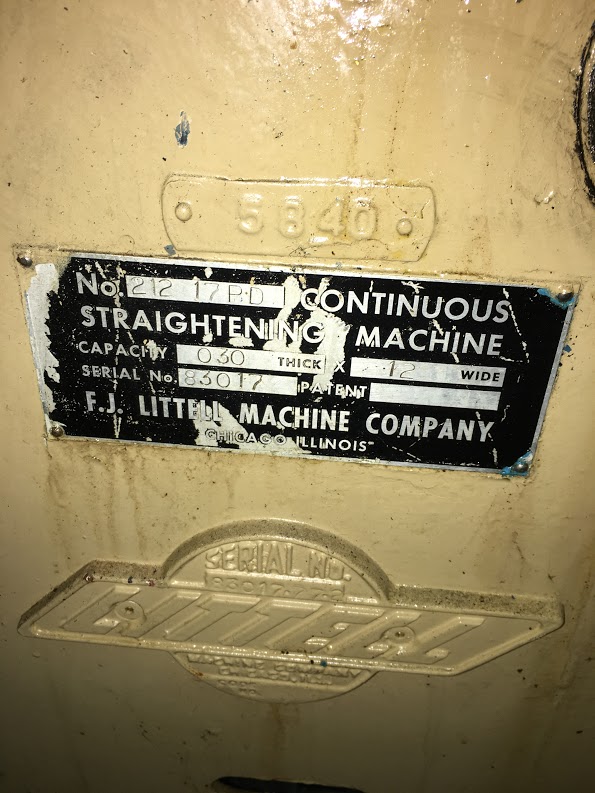 5840
No. 212 17RD CONTINUOUS
STRAIGHTENING MACHINE
CAPACITY 030 THICK X 12 WIDE
SERIAL No. 83017 PATENT
F.J. LITTELL MACHINE COMPANY
CHICAGO ILLINOIS
SERIAL NO.
LITTELL